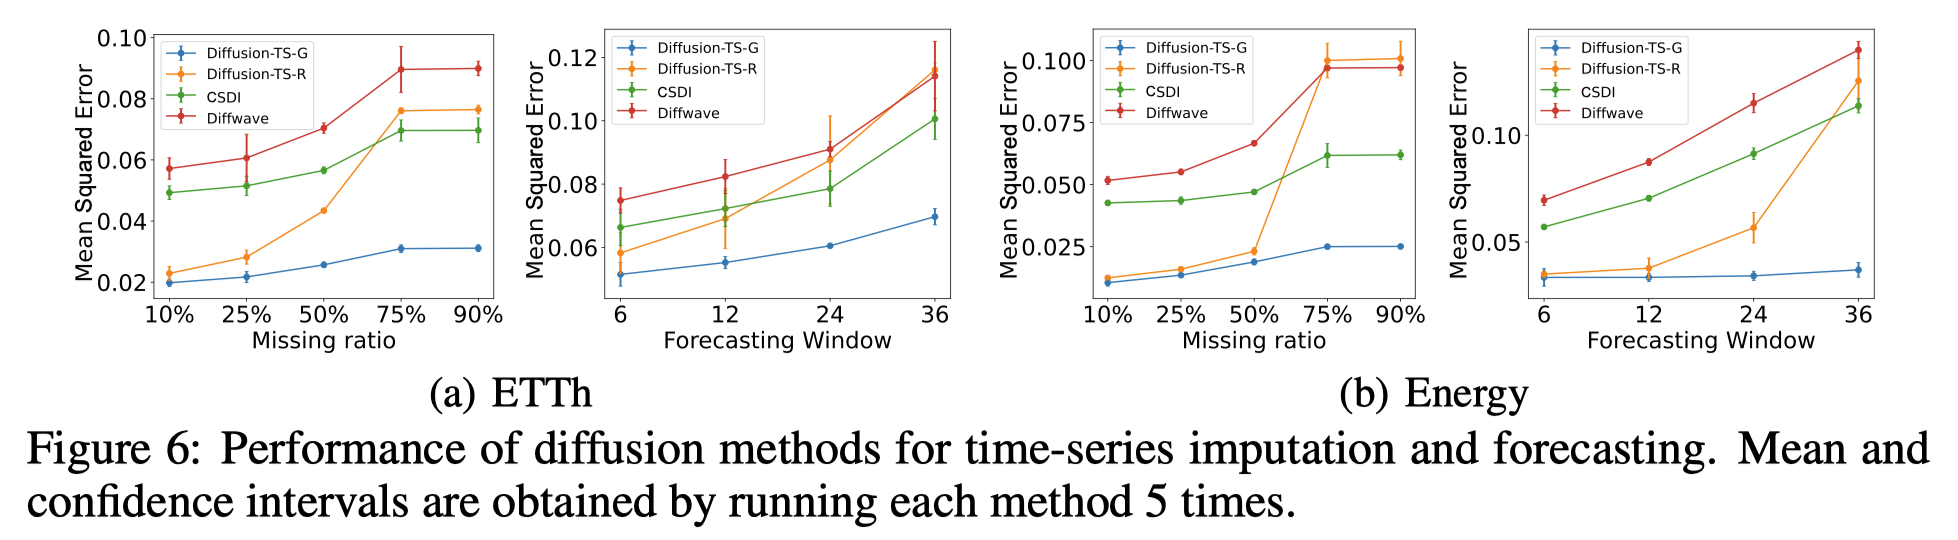 0.10
0.08
0.06
0.04
0.02
Mean Squared Error
Diffusion-TS-G
Diffusion-TS-R
CSDI
Diffwave
10% 25% 50% 75% 90%
Missing ratio
0.12
0.10
0.08
0.06
Mean Squared Error
Diffusion-TS-G
Diffusion-TS-R
CSDI
Diffwave
6 12 24 36
Forecasting Window
(a) ETTh
0.100
0.075
0.050
0.025
Mean Squared Error
Diffusion-TS-G
Diffusion-TS-R
CSDI
Diffwave
10% 25% 50% 75% 90%
Missing ratio
0.10
0.05
Mean Squared Error
Diffusion-TS-G
Diffusion-TS-R
CSDI
Diffwave
6 12 24 36
Forecasting Window
(b) Energy
Figure 6: Performance of diffusion methods for time-series imputation and forecasting. Mean and
confidence intervals are obtained by running each method 5 times.